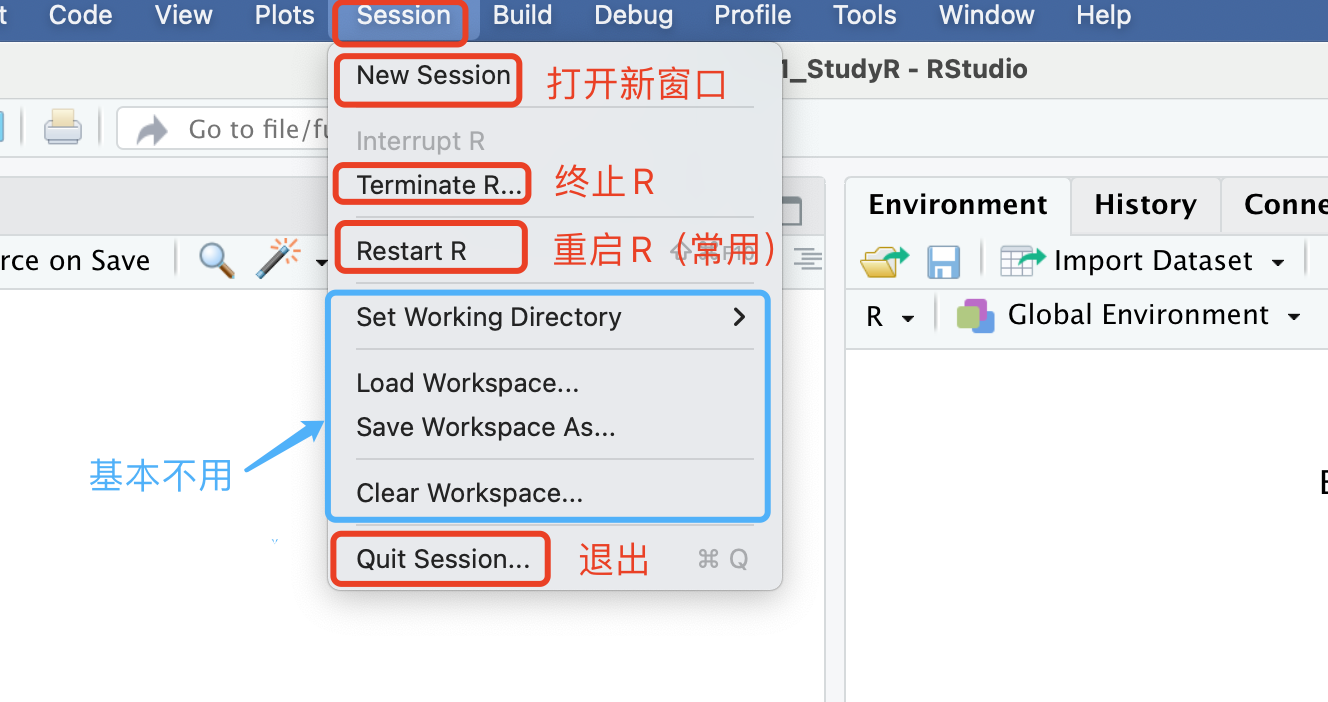 t Code View Plots Session Build Debug Profile Tools Window Help
New Session 打开新窗口
1_StudyR - RStudio
Go to file/fu
Interrupt R
Terminate R... 终止R
Restart R 重启R（常用） ⇧⌘F10
Set Working Directory
Load Workspace...
Save Workspace As...
Clear Workspace...
Quit Session... 退出 ⌘ Q
基本不用
rce on Save
Environment History Conne
Import Dataset
R Global Environment
E